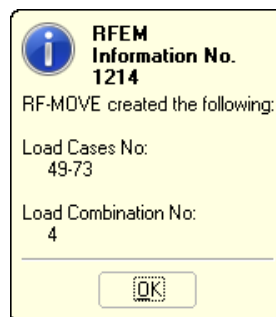 RFEM
Information No.
1214
RF-MOVE created the following:
Load Cases No:
49-73
Load Combination No:
4
OK